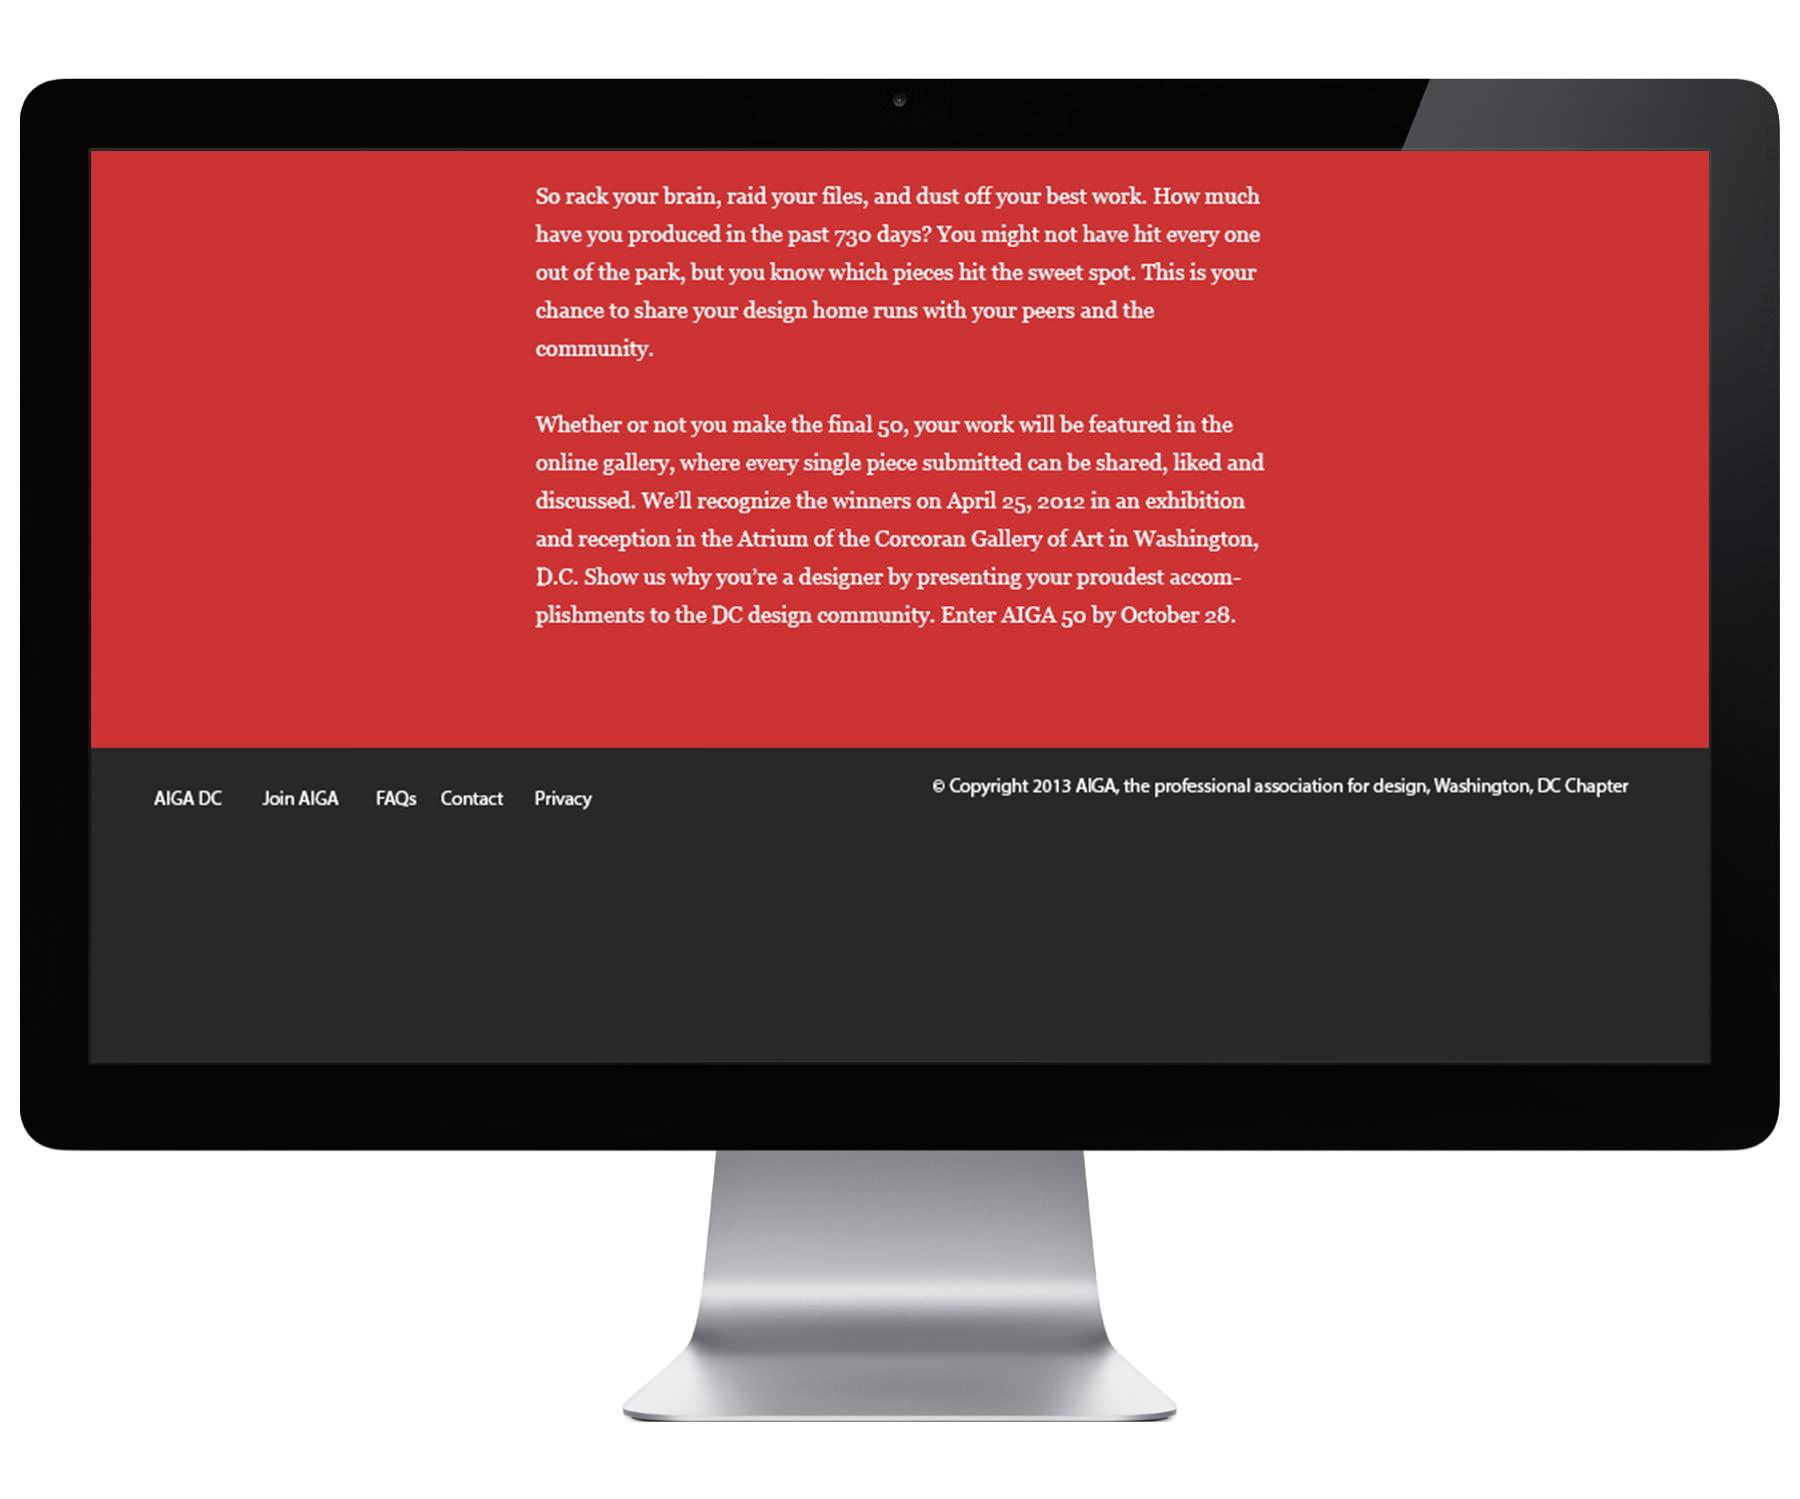 So rack your brain, raid your files, and dust off your best work. How much
have you produced in the past 730 days? You might not have hit every one
out of the park, but you know which pieces hit the sweet spot. This is your
chance to share your design home runs with your peers and the
community.
Whether or not you make the final 50, your work will be featured in the
online gallery, where every single piece submitted can be shared, liked and
discussed. We’ll recognize the winners on April 25, 2012 in an exhibition
and reception in the Atrium of the Corcoran Gallery of Art in Washington,
D.C. Show us why you’re a designer by presenting your proudest accom-
plishments to the DC design community. Enter AIGA 50 by October 28.
AIGA DC Join AIGA FAQs Contact Privacy
© Copyright 2013 AIGA, the professional association for design, Washington, DC Chapter